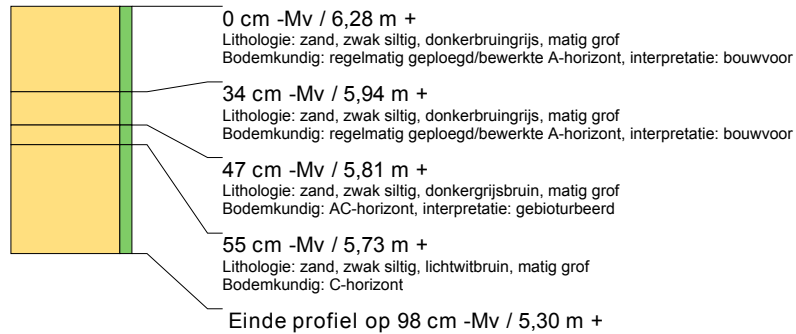 0 cm -Mv / 6,28 m +
Lithologie: zand, zwak siltig, donkerbruingrijs, matig grof
Bodemkundig: regelmatig geploegd/bewerkte A-horizont, interpretatie: bouwvoor
34 cm -Mv / 5,94 m +
Lithologie: zand, zwak siltig, donkerbruingrijs, matig grof
Bodemkundig: regelmatig geploegd/bewerkte A-horizont, interpretatie: bouwvoor
47 cm -Mv / 5,81 m +
Lithologie: zand, zwak siltig, donkergrijsbruin, matig grof
Bodemkundig: AC-horizont, interpretatie: gebioturbeerd
55 cm -Mv / 5,73 m +
Lithologie: zand, zwak siltig, lichtwitbruin, matig grof
Bodemkundig: C-horizont
Einde profiel op 98 cm -Mv / 5,30 m +